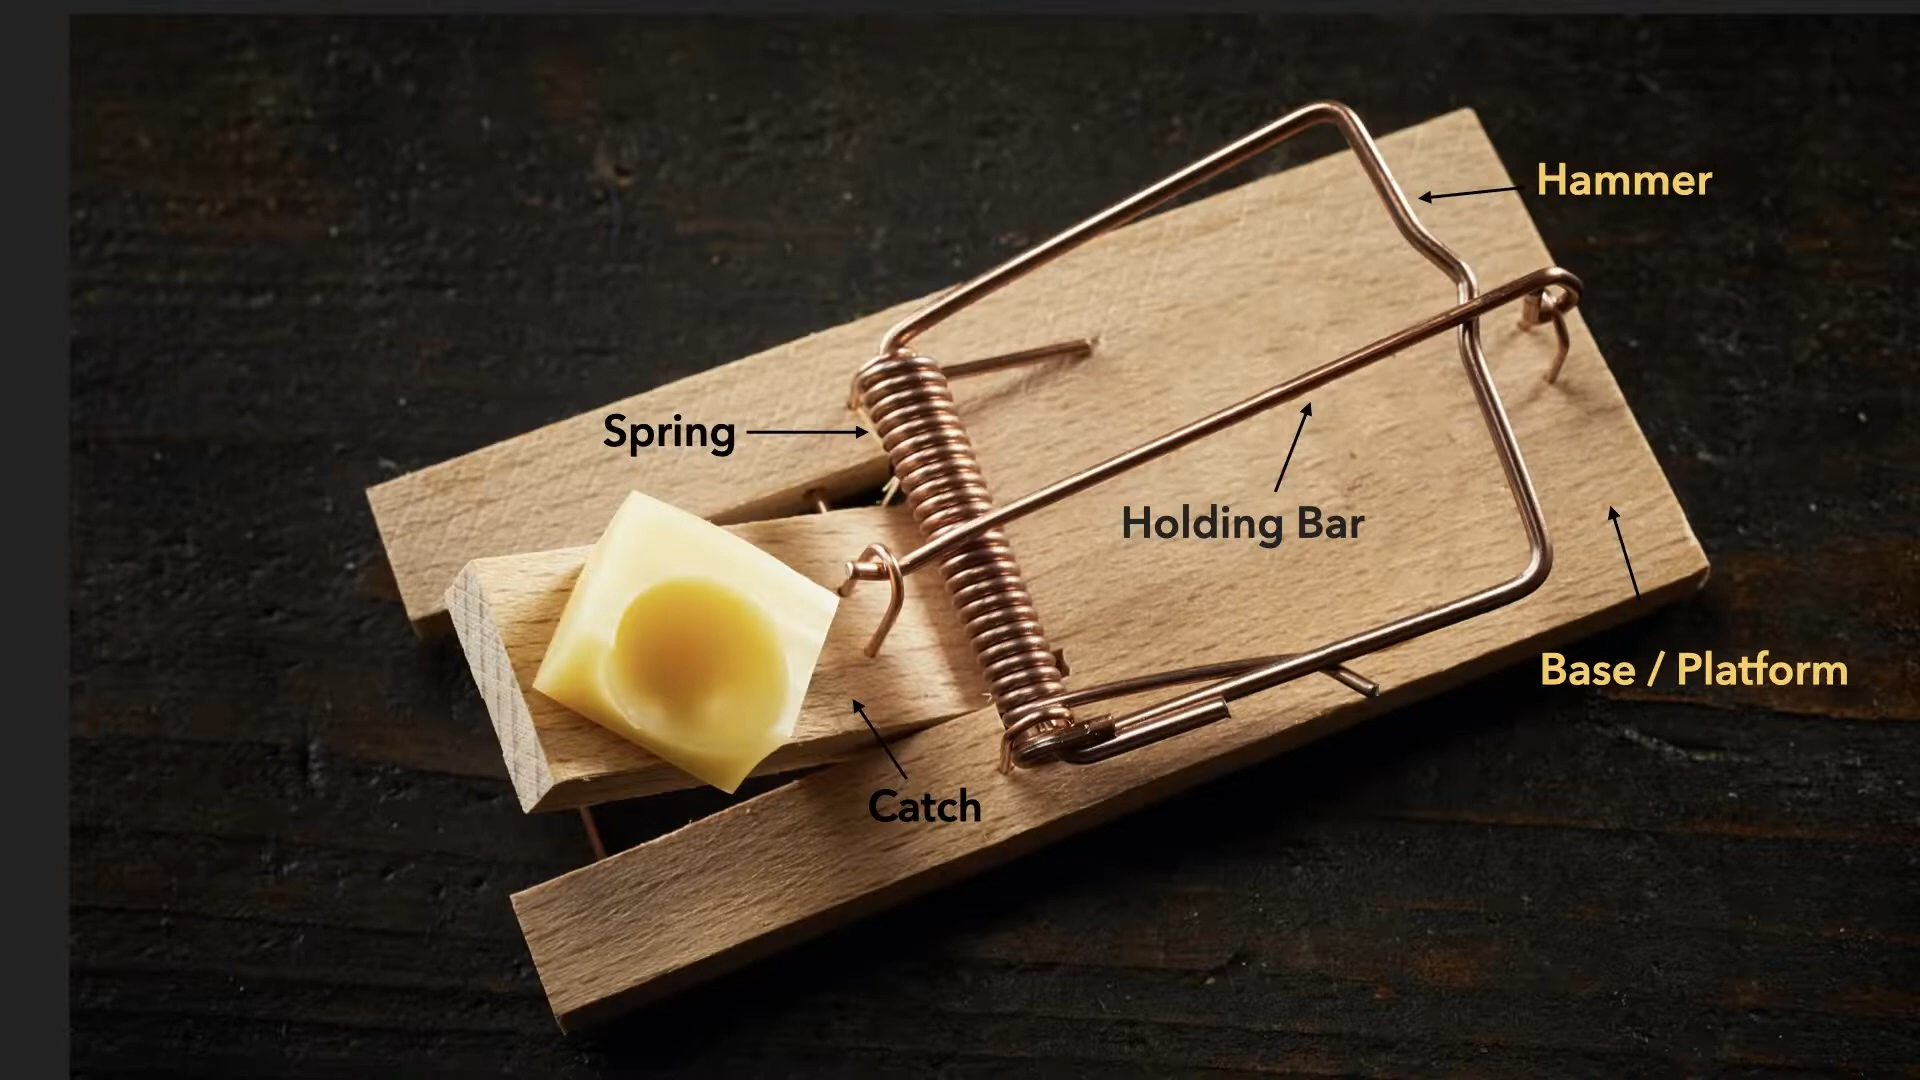 Hammer
Spring
Holding Bar
Base / Platform
Catch